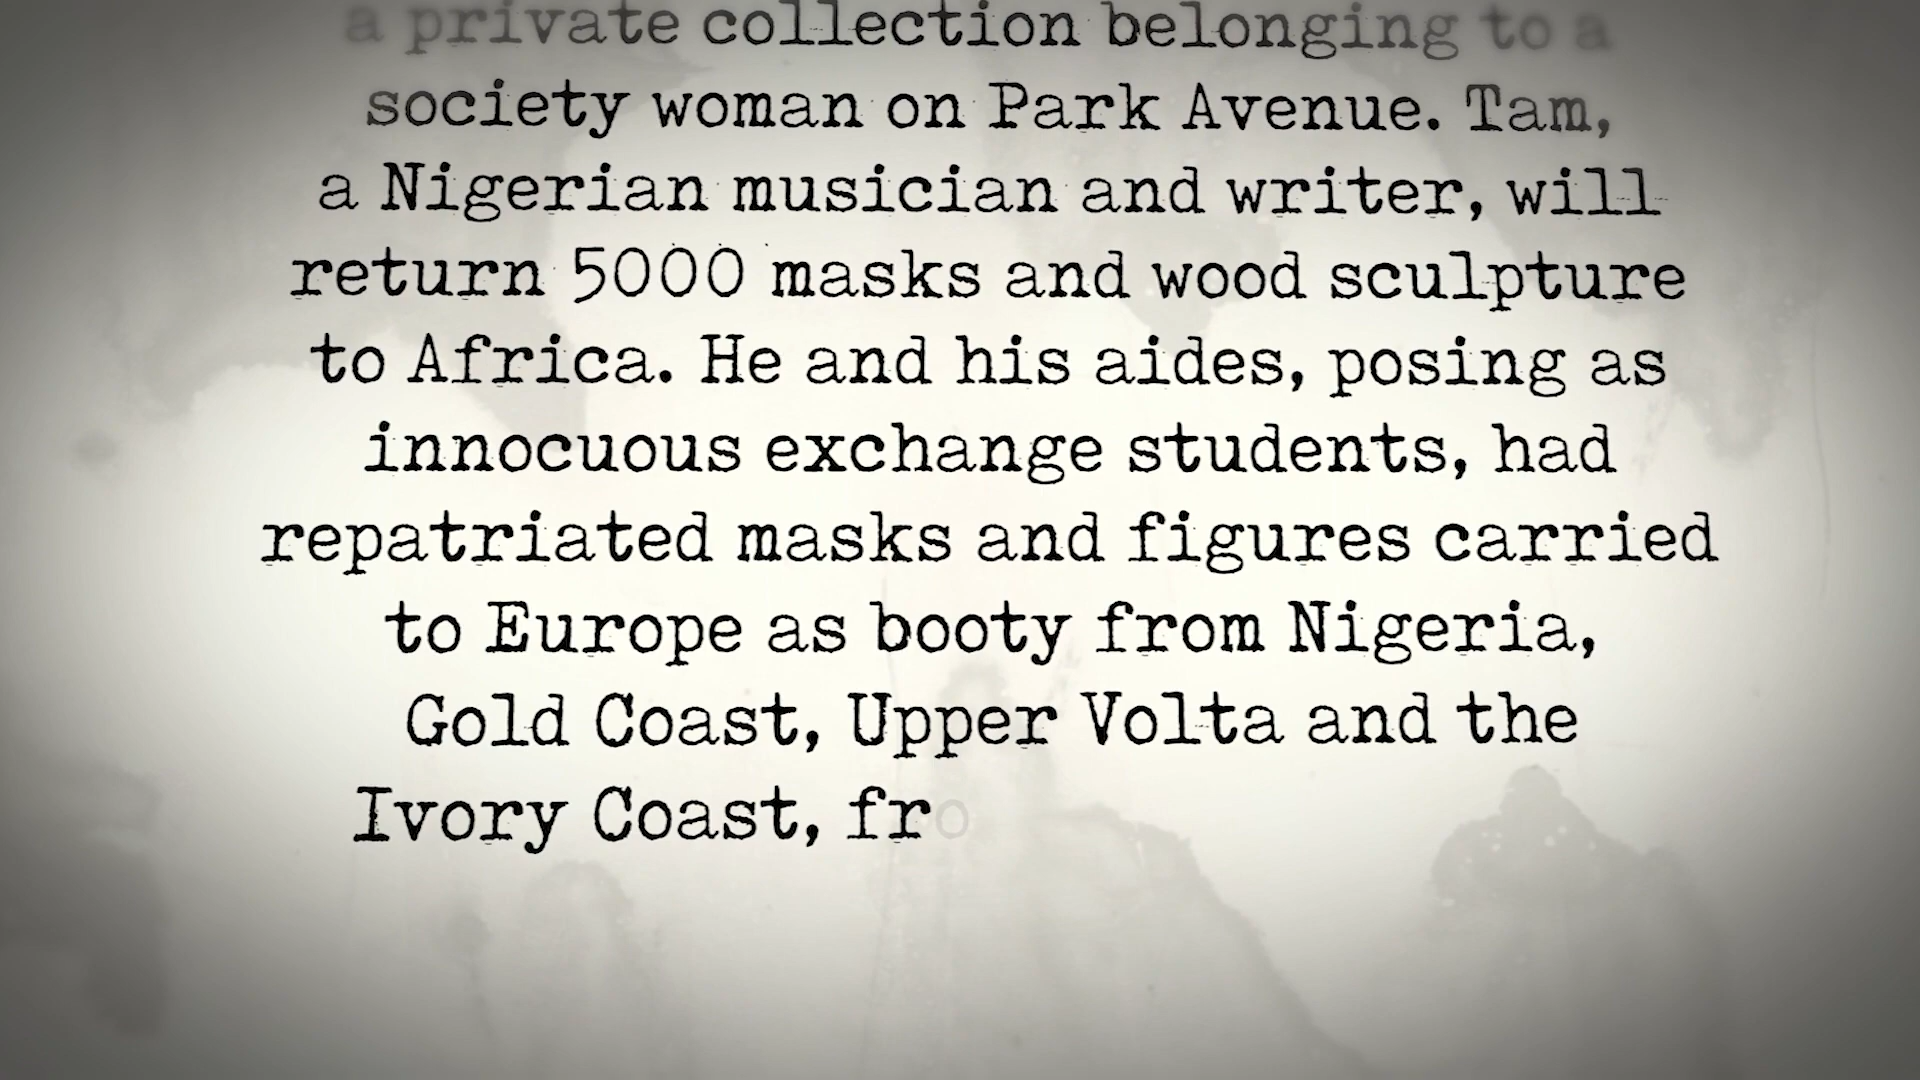 a private collection belonging to a
society woman on Park Avenue. Tam,
a Nigerian musician and writer, will
return 5000 masks and wood sculpture
to Africa. He and his aides, posing as
innocuous exchange students, had
repatriated masks and figures carried
to Europe as booty from Nigeria,
Gold Coast, Upper Volta and the
Ivory Coast, fro